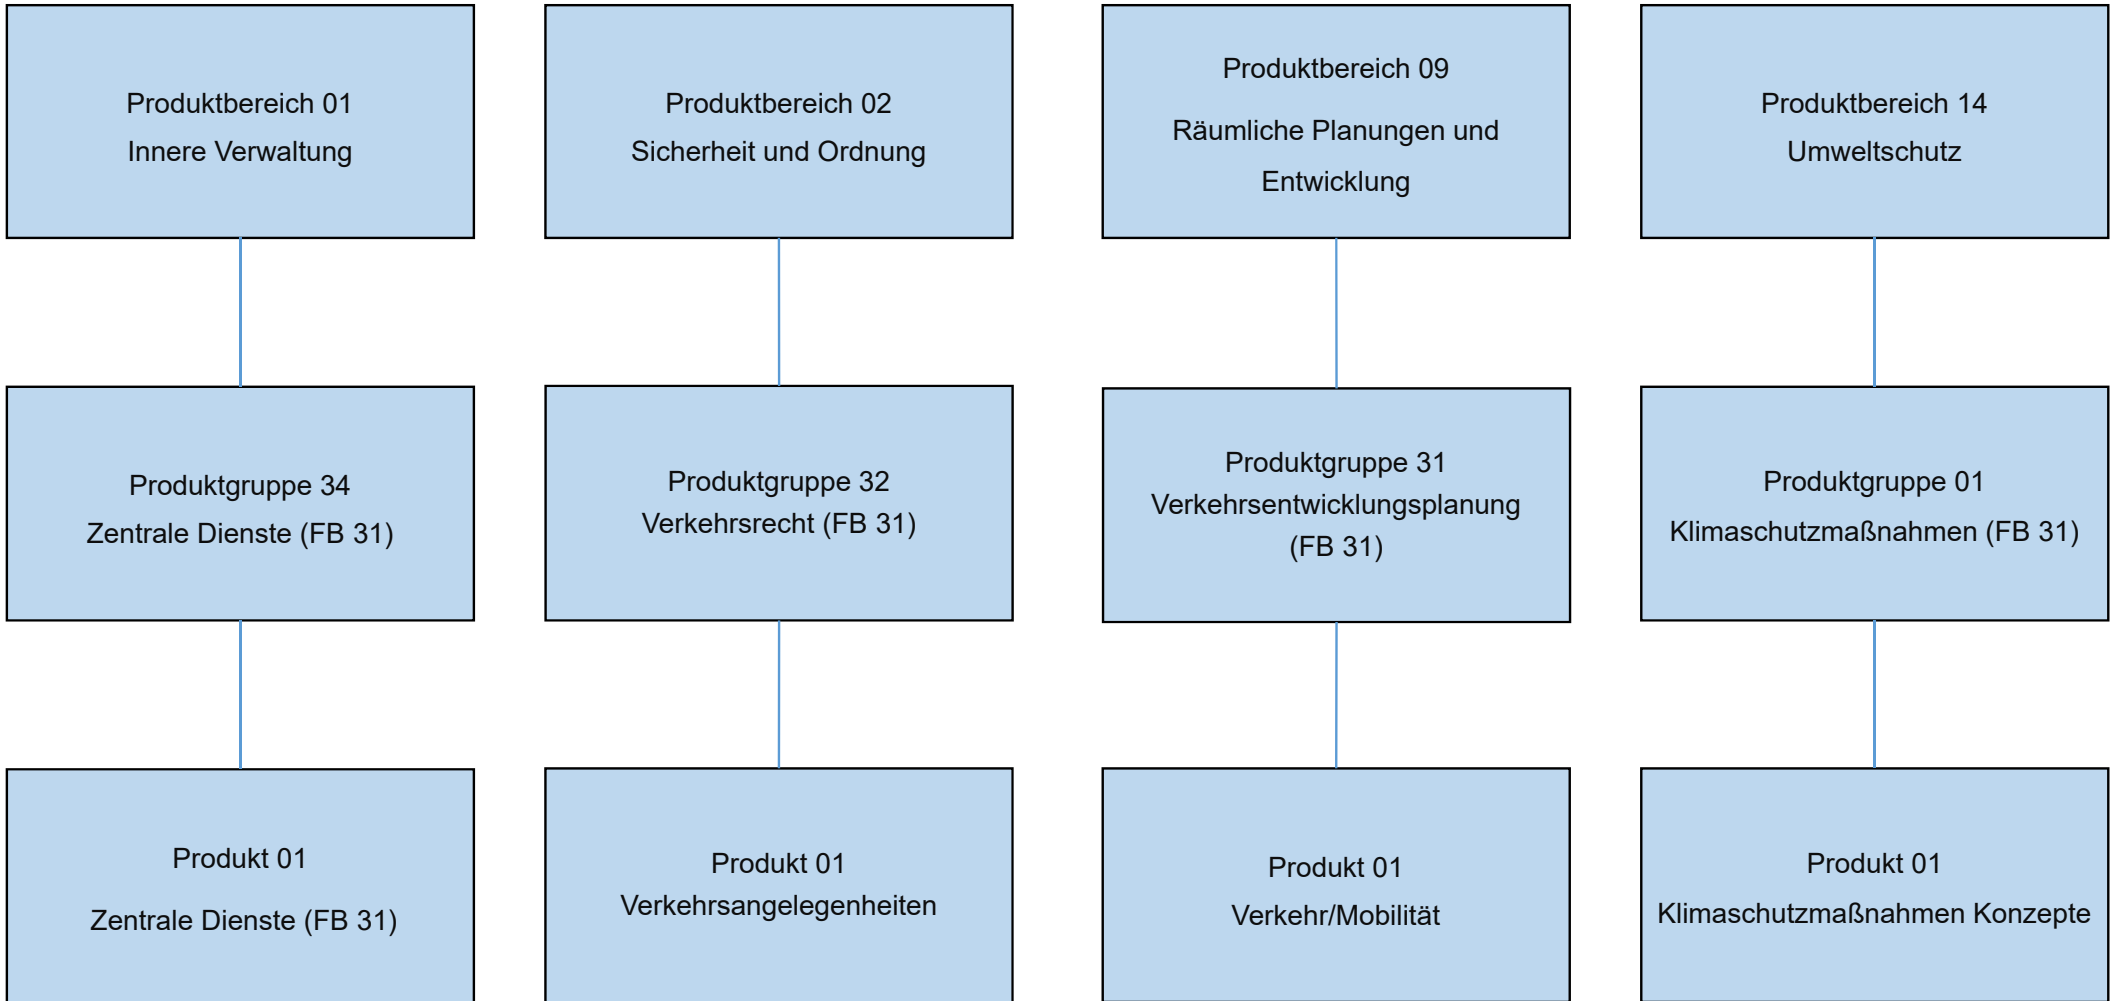 Produktbereich 01
Innere Verwaltung
Produktbereich 02
Sicherheit und Ordnung
Produktbereich 09
Räumliche Planungen und
Entwicklung
Produktbereich 14
Umweltschutz
Produktgruppe 34
Zentrale Dienste (FB 31)
Produktgruppe 32
Verkehrsrecht (FB 31)
Produktgruppe 31
Verkehrsentwicklungsplanung
(FB 31)
Produktgruppe 01
Klimaschutzmaßnahmen (FB 31)
Produkt 01
Zentrale Dienste (FB 31)
Produkt 01
Verkehrsangelegenheiten
Produkt 01
Verkehr/Mobilität
Produkt 01
Klimaschutzmaßnahmen Konzepte